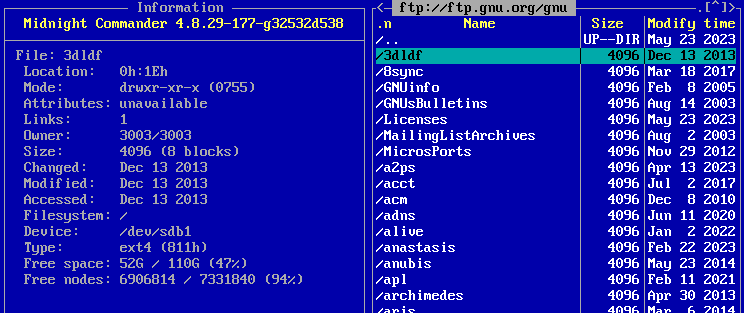 Information
Midnight Commander 4.8.29-177-g32532d538
File: 3dldf
Location: 0h:1Eh
Mode: drwxr-xr-x (0755)
Attributes: unavailable
Links: 1
Owner: 3003/3003
Size: 4096 (8 blocks)
Changed: Dec 13 2013
Modified: Dec 13 2013
Accessed: Dec 13 2013
Filesystem: /
Device: /dev/sdb1
Type: ext4 (811h)
Free space: 52G / 110G (47%)
Free nodes: 6906814 / 7331840 (94%)
<─ ftp://ftp.gnu.org/gnu .[^]>
.n Name Size Modify time
/.. UP--DIR May 23 2023
/3dldf 4096 Dec 13 2013
/8sync 4096 Mar 18 2017
/GNUinfo 4096 Feb 8 2005
/GNUsBulletins 4096 Aug 14 2003
/Licenses 4096 May 23 2023
/MailingListArchives 4096 Aug 2 2003
/MicrosPorts 4096 Nov 29 2012
/a2ps 4096 Apr 13 2023
/acct 4096 Jul 2 2017
/acm 4096 Dec 8 2010
/adns 4096 Jun 11 2020
/alive 4096 Jan 2 2022
/anastasis 4096 Feb 22 2023
/anubis 4096 May 23 2014
/apl 4096 Feb 11 2021
/archimedes 4096 Apr 30 2013
/aris 4096 Mar 6 2014